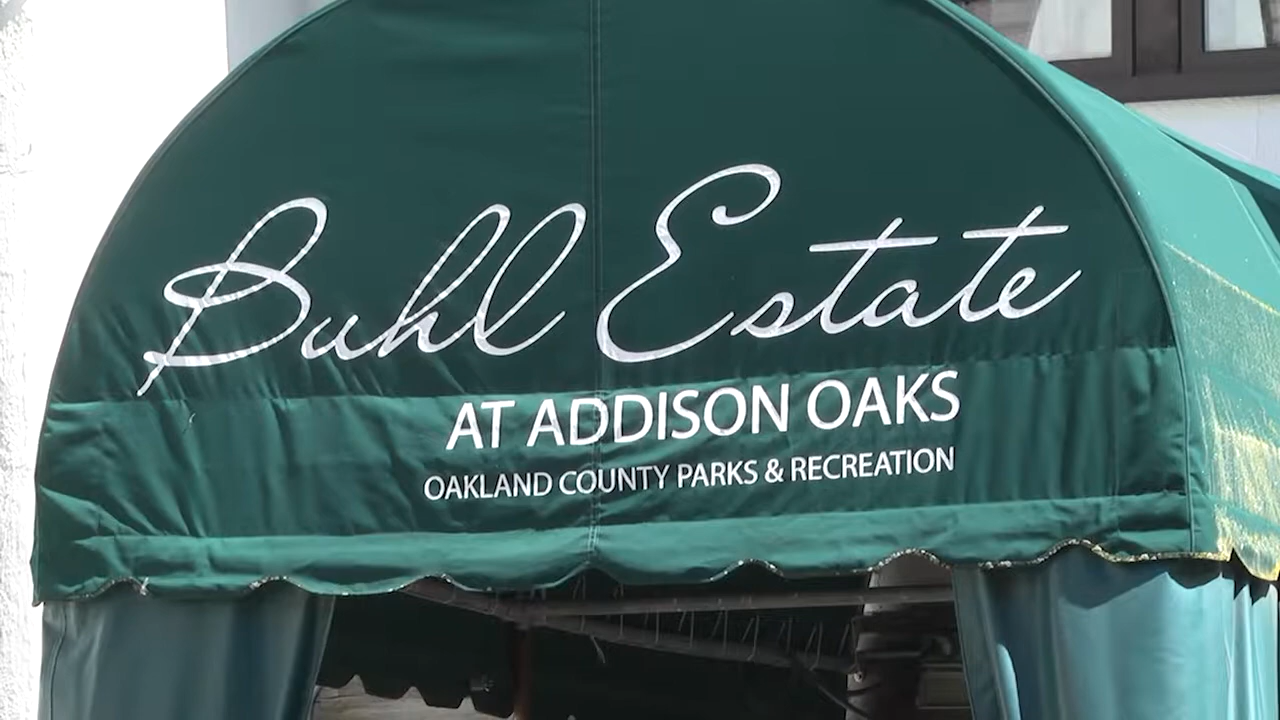 Buhl Estate
AT ADDISON OAKS
OAKLAND COUNTY PARKS & RECREATION